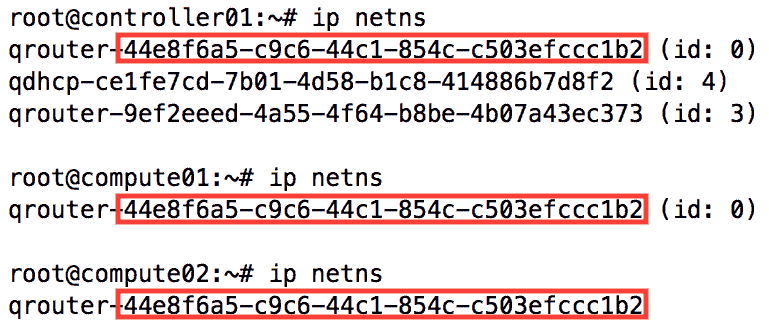 root@controller01:~# ip netns
qrouter-44e8f6a5-c9c6-44c1-854c-c503efccc1b2 (id: 0)
qdhcp-ce1fe7cd-7b01-4d58-b1c8-414886b7d8f2 (id: 4)
qrouter-9ef2eeed-4a55-4f64-b8be-4b07a43ec373 (id: 3)
root@compute01:~# ip netns
qrouter-44e8f6a5-c9c6-44c1-854c-c503efccc1b2 (id: 0)
root@compute02:~# ip netns
qrouter-44e8f6a5-c9c6-44c1-854c-c503efccc1b2